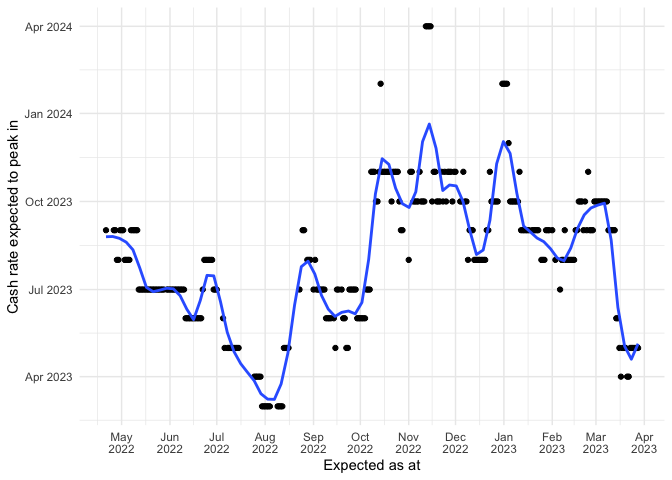 Cash rate expected to peak in
Apr 2024
Jan 2024
Oct 2023
Jul 2023
Apr 2023
May Jun Jul Aug Sep Oct Nov Dec Jan Feb Mar Apr
2022 2022 2022 2022 2022 2022 2022 2022 2023 2023 2023 2023
Expected as at